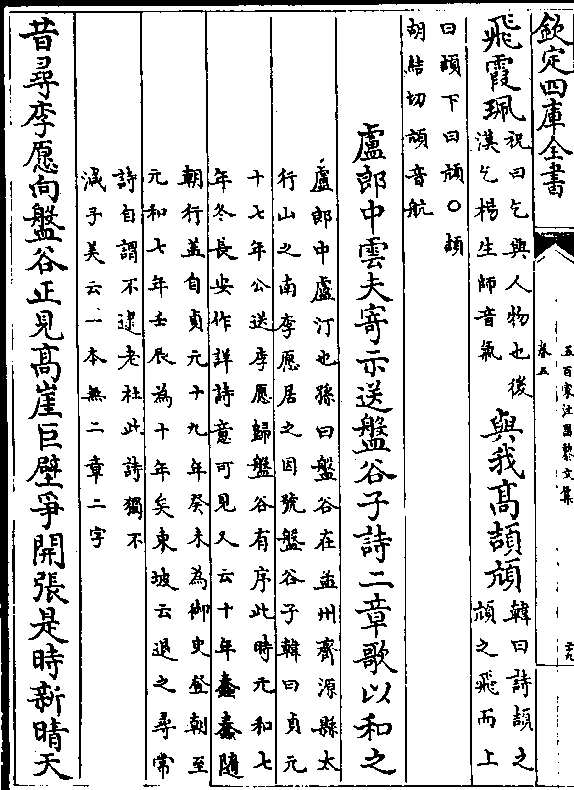 欽定四庫全書
五百家注昌黎文集
卷五
飛霞珮
祝曰乞與人物也後
漢乞楊生師音氣
與我髙頡頏
韓曰詩頡之
頏之飛而上
曰頡下曰頏○頡
胡結切頏音航
盧郎中雲夫寄示送盤谷子詩二章歌以和之
盧郎中盧汀也孫曰盤谷在孟州齊源縣太
行山之南李愿居之因號盤谷子韓曰貞元
十七年公送李愿歸盤谷有序此時元和七
年冬長安作詳詩意可見又云十年蠢蠢隨
朝行盖自貞元十九年癸未為御史登朝至
元和七年壬辰為十年矣東坡云退之尋常
詩自謂不逮老杜此詩獨不
減子美云一本無二章二字
昔尋李愿向盤谷正見髙崖巨壁爭開張是時新晴天